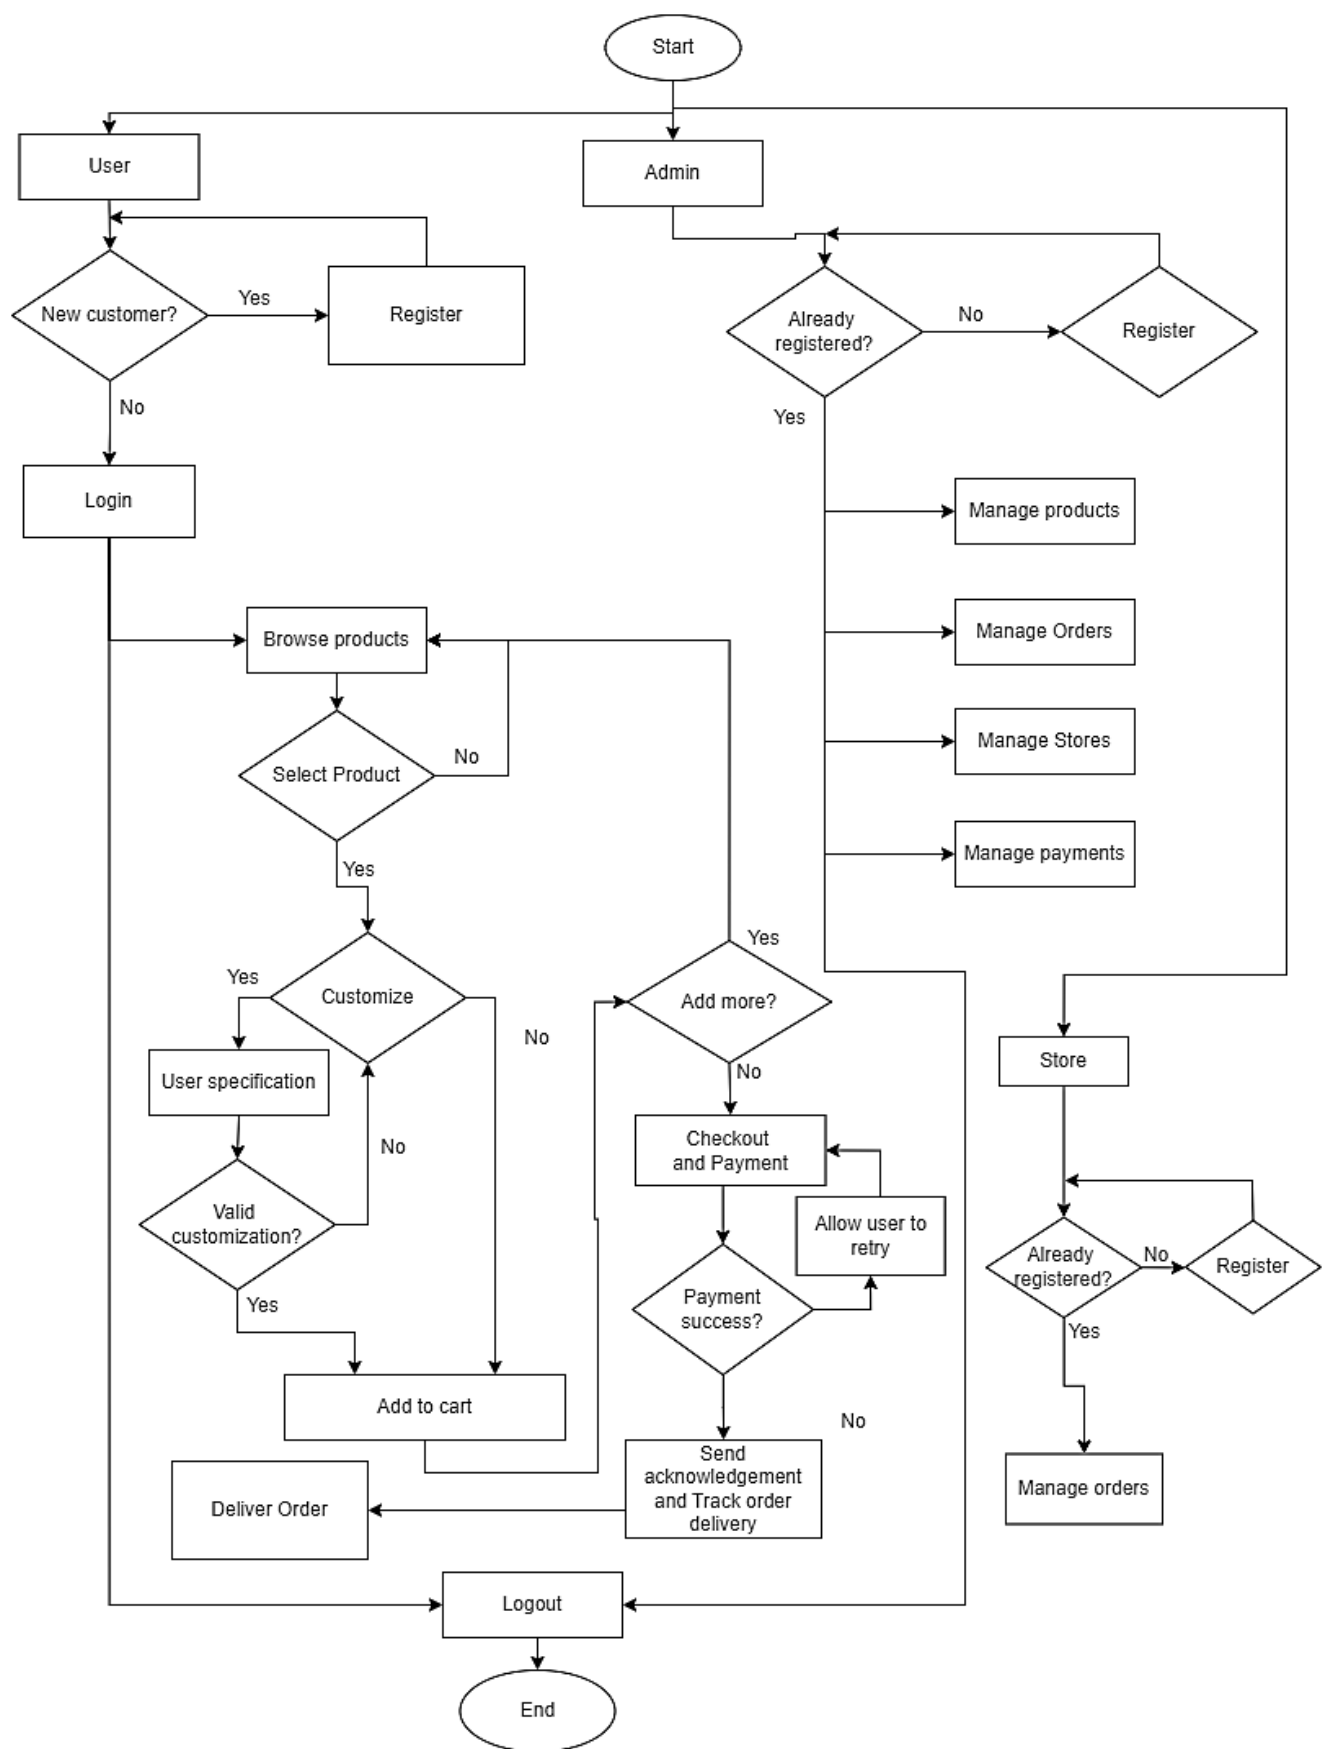 Start
User
Admin
New customer?
Yes
Register
Already
registered?
No
Register
No
Yes
Login
Manage products
Browse products
Manage Orders
Select Product
No
Manage Stores
Yes
Manage payments
Customize
Yes
No
Add more?
Yes
No
User specification
No
Store
Checkout
and Payment
Valid
customization?
Allow user to
retry
Already
registered?
No
Register
Yes
Payment
success?
Yes
Add to cart
No
Send
acknowledgement
and Track order
delivery
Manage orders
Deliver Order
Logout
End